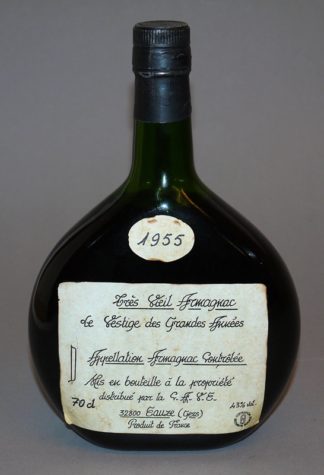 1955
Très Vieil Armagnac
Le Vestige des Grandes Années
Appellation Armagnac Contrôlée
Mis en bouteille à la propriété
70 cl
distribué par la G.A.V.E.
43% vol.
32800 Eauze (Gers)
Produit de France